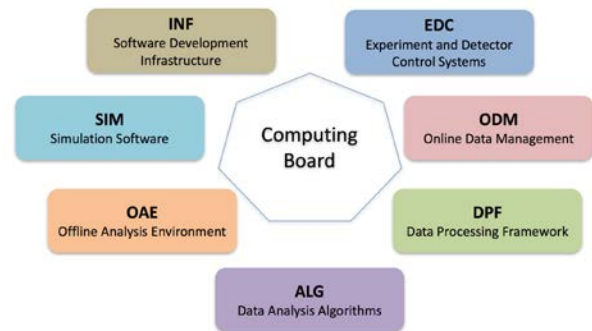 INF
Software Development
Infrastructure
EDC
Experiment and Detector
Control Systems
SIM
Simulation Software
Computing
Board
ODM
Online Data Management
OAE
Offline Analysis Environment
DPF
Data Processing Framework
ALG
Data Analysis Algorithms